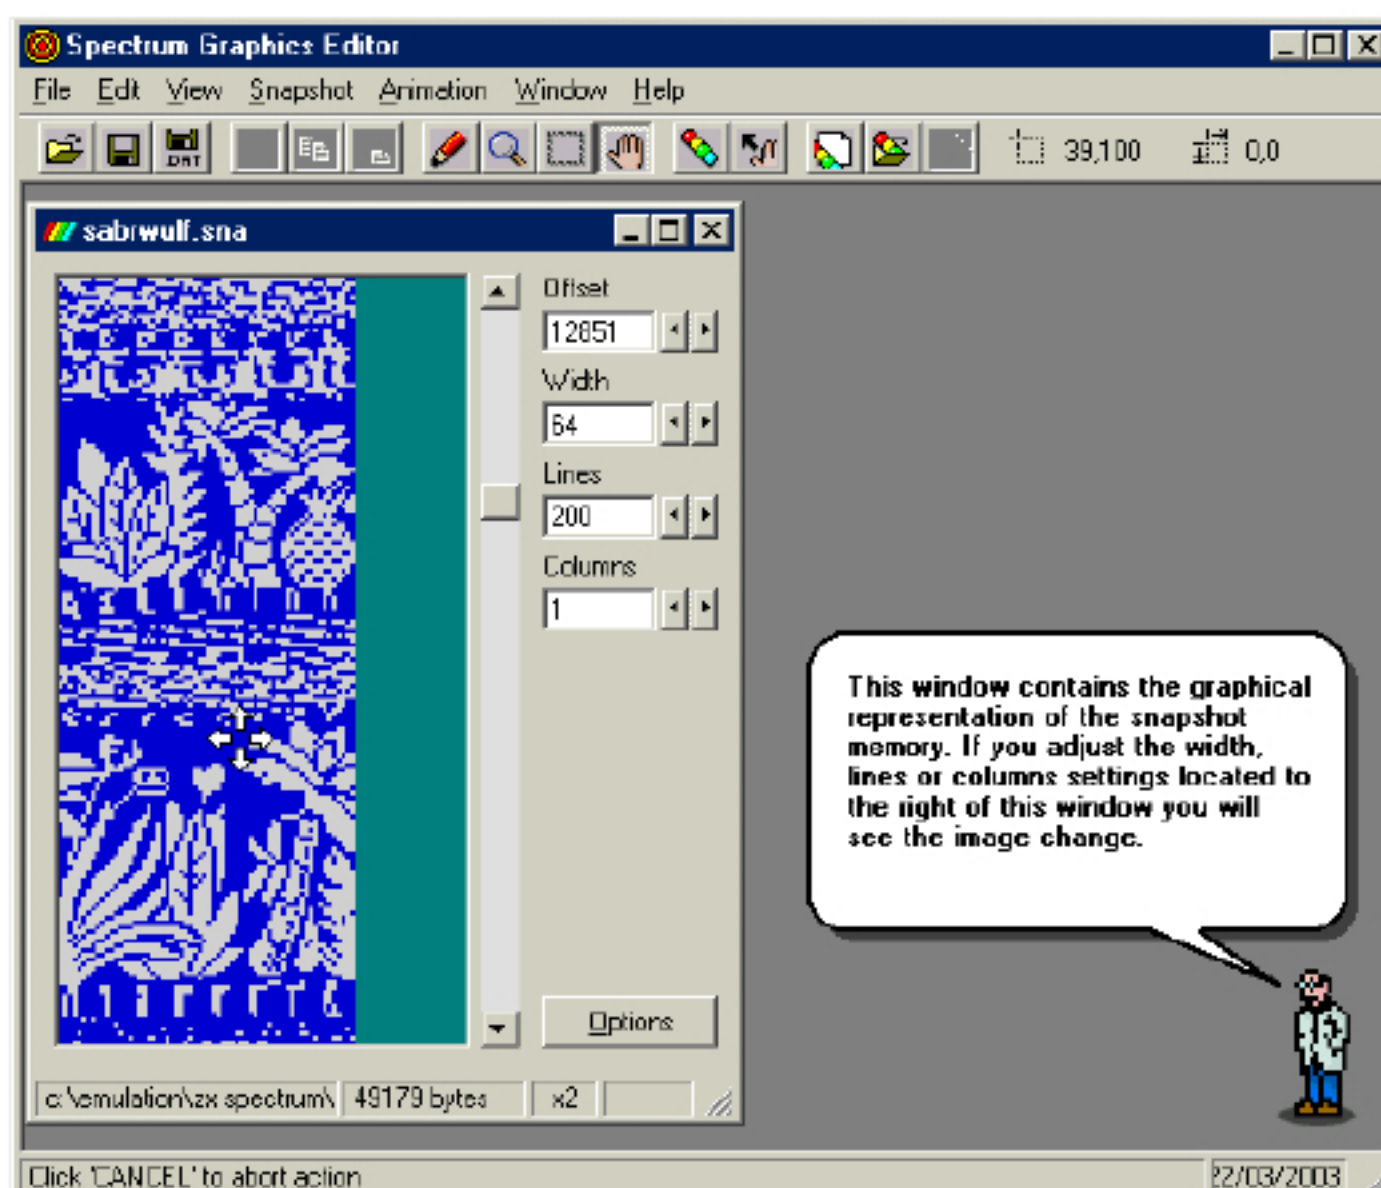 Spectrum Graphics Editor
File Edit View Snapshot Animation Window Help
.DAT
39,100
0,0
sabrwulf.sna
Offset
12851
Width
64
Lines
200
Columns
1
Options
c:\emulation\zx spectrum\
49179 bytes
x2
This window contains the graphical
representation of the snapshot
memory. If you adjust the width,
lines or columns settings located to
the right of this window you will
see the image change.
Click 'CANCEL' to abort action
22/03/2003